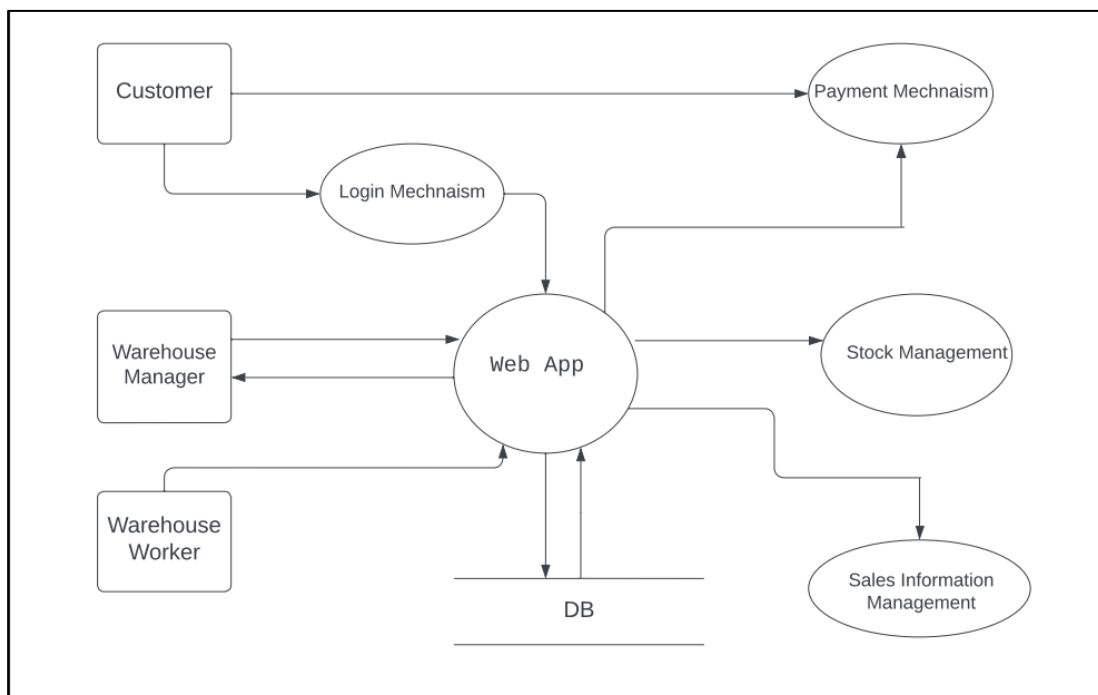 Customer
Payment Mechnaism
Login Mechnaism
Warehouse
Manager
Web App
Stock Management
Warehouse
Worker
DB
Sales Information
Management